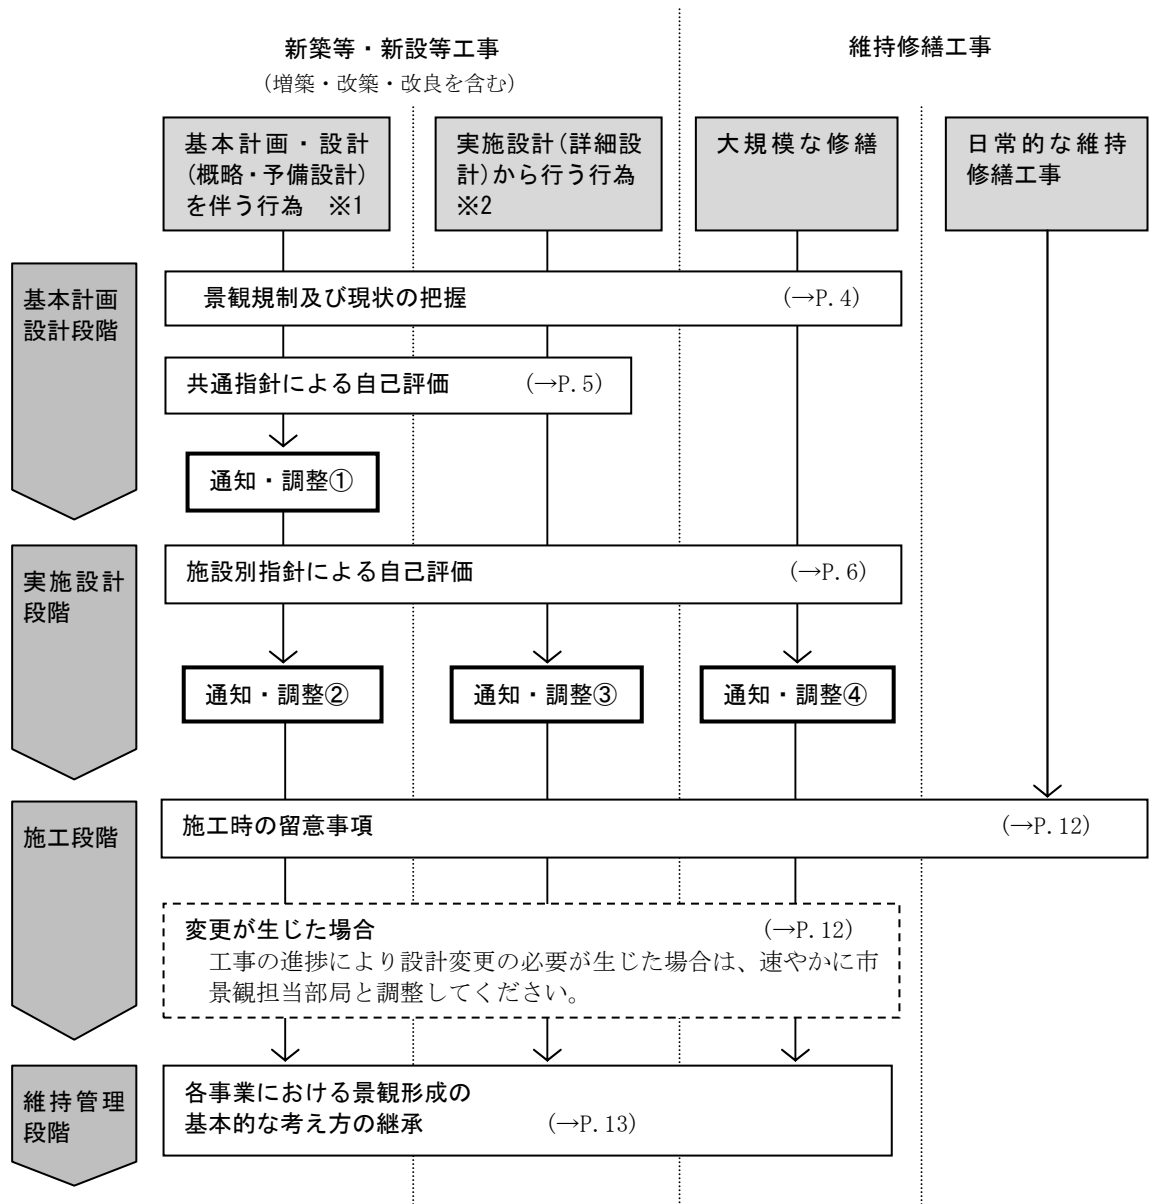 新築等・新設等工事
(増築・改築・改良を含む)
維持修繕工事
基本計画・設計
(概略・予備設計)
を伴う行為　※1
実施設計(詳細設
計)から行う行為
※2
大規模な修繕
日常的な維持
修繕工事
基本計画
設計段階
景観規制及び現状の把握　(→P.4)
共通指針による自己評価　(→P.5)
通知・調整①
実施設計
段階
施設別指針による自己評価　(→P.6)
通知・調整②
通知・調整③
通知・調整④
施工段階
施工時の留意事項　(→P.12)
変更が生じた場合　(→P.12)
工事の進捗により設計変更の必要が生じた場合は、速やかに市
景観担当部局と調整してください。
維持管理
段階
各事業における景観形成の
基本的な考え方の継承　(→P.13)